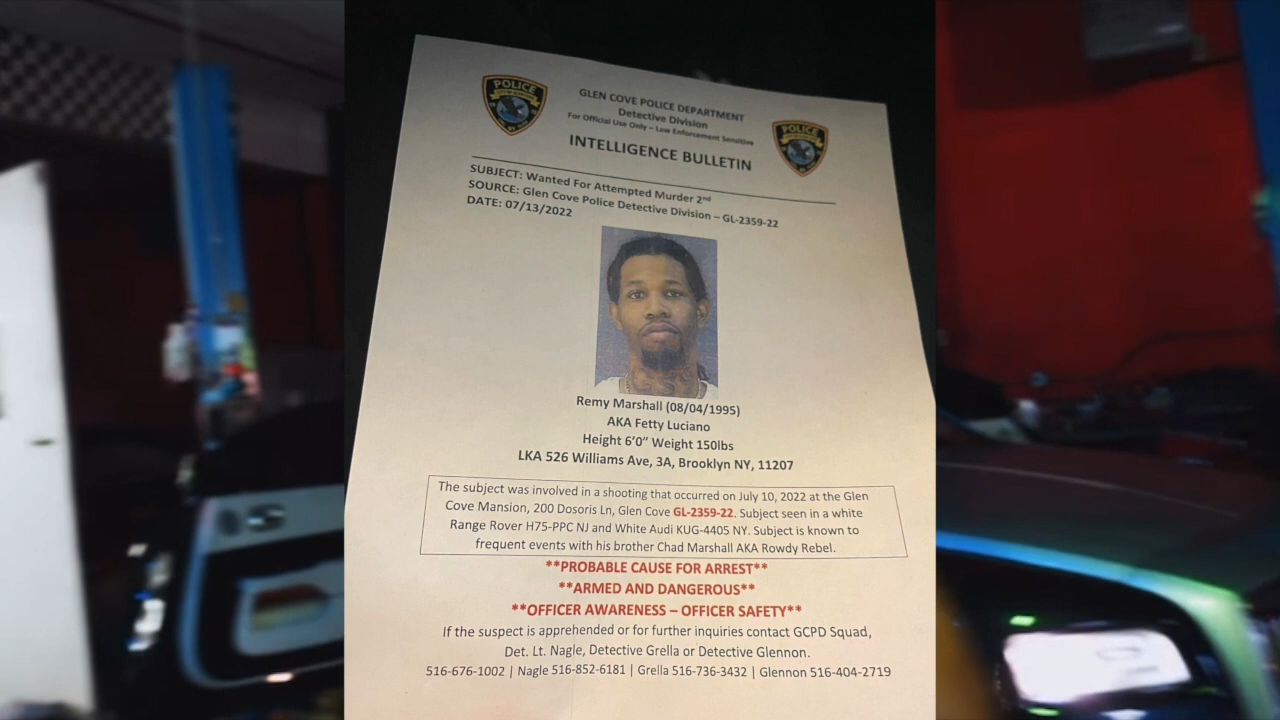 POLICE
GLEN COVE POLICE DEPARTMENT
Detective Division
For Official Use Only – Law Enforcement Sensitive
POLICE
INTELLIGENCE BULLETIN
SUBJECT: Wanted For Attempted Murder 2nd
SOURCE: Glen Cove Police Detective Division – GL-2359-22
DATE: 07/13/2022
Remy Marshall (08/04/1995)
AKA Fetty Luciano
Height 6'0" Weight 150lbs
LKA 526 Williams Ave, 3A, Brooklyn NY, 11207
The subject was involved in a shooting that occurred on July 10, 2022 at the Glen
Cove Mansion, 200 Dosoris Ln, Glen Cove GL-2359-22. Subject seen in a white
Range Rover H75-PPC NJ and White Audi KUG-4405 NY. Subject is known to
frequent events with his brother Chad Marshall AKA Rowdy Rebel.
**PROBABLE CAUSE FOR ARREST**
**ARMED AND DANGEROUS**
**OFFICER AWARENESS – OFFICER SAFETY**
If the suspect is apprehended or for further inquiries contact GCPD Squad,
Det. Lt. Nagle, Detective Grella or Detective Glennon.
516-676-1002 | Nagle 516-852-6181 | Grella 516-736-3432 | Glennon 516-404-2719